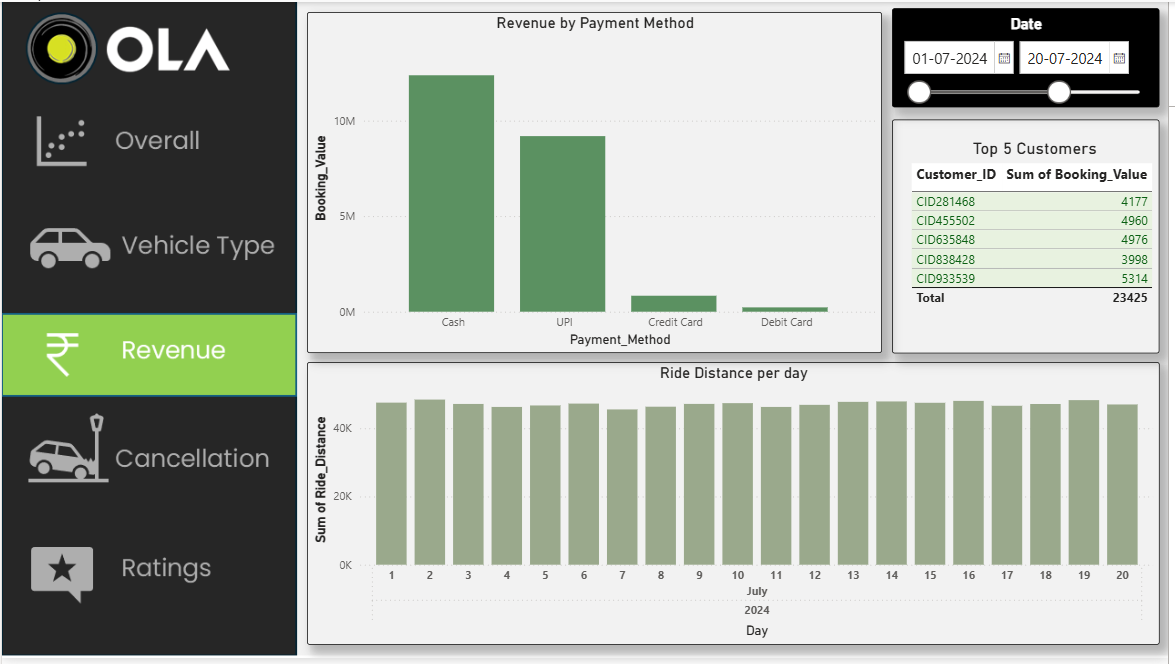 OLA
Overall
Vehicle Type
Revenue
Cancellation
Ratings
Revenue by Payment Method
Booking_Value
10M
5M
0M
Cash UPI Credit Card Debit Card
Payment_Method
Date
01-07-2024 20-07-2024
Top 5 Customers
Customer_ID Sum of Booking_Value
CID281468 4177
CID455502 4960
CID635848 4976
CID838428 3998
CID933539 5314
Total 23425
Ride Distance per day
Sum of Ride_Distance
40K
20K
0K
1 2 3 4 5 6 7 8 9 10 11 12 13 14 15 16 17 18 19 20
July
2024
Day